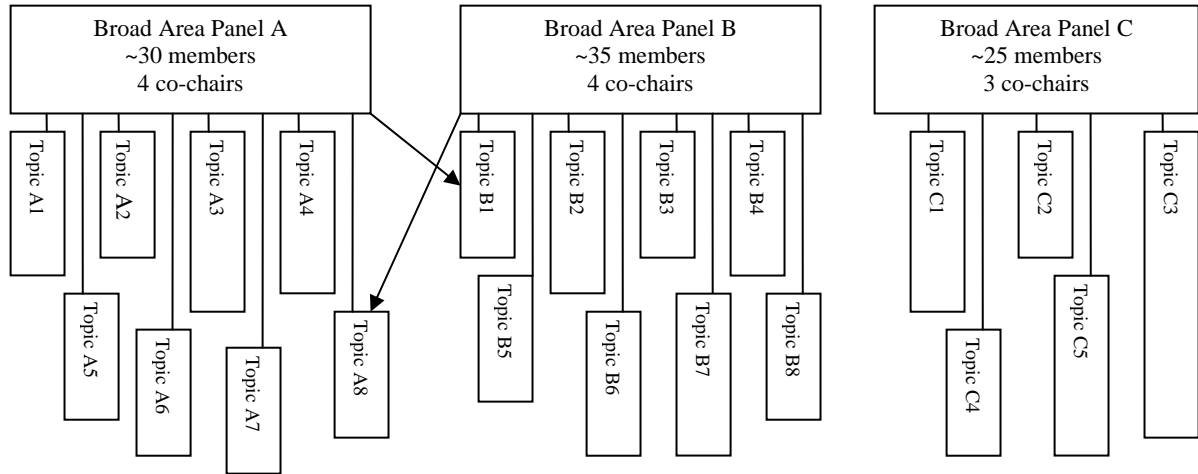 Broad Area Panel A
~30 members
4 co-chairs
Broad Area Panel B
~35 members
4 co-chairs
Broad Area Panel C
~25 members
3 co-chairs
Topic A1
Topic A2
Topic A3
Topic A4
Topic A5
Topic A6
Topic A7
Topic A8
Topic B1
Topic B2
Topic B3
Topic B4
Topic B5
Topic B6
Topic B7
Topic B8
Topic C1
Topic C2
Topic C3
Topic C4
Topic C5